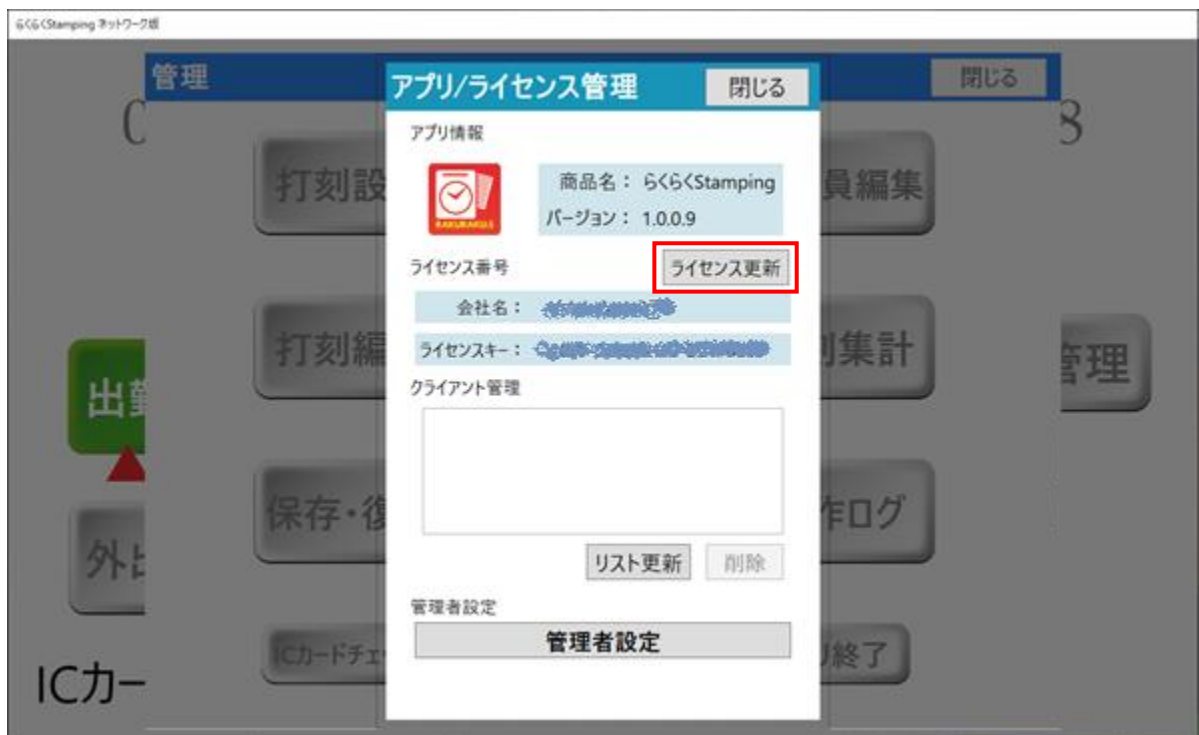 らくらくStamping ネットワーク版
管理
閉じる
アプリ/ライセンス管理
閉じる
アプリ情報
商品名： らくらくStamping
バージョン： 1.0.0.9
RAKURAKU
ライセンス番号
ライセンス更新
会社名：
ライセンスキー：
クライアント管理
リスト更新
削除
管理者設定
管理者設定
0
8
打刻設
員編集
打刻編
集計
保存・復
作ログ
ICカードチェ
終了
出勤
外出
管理
ICカー